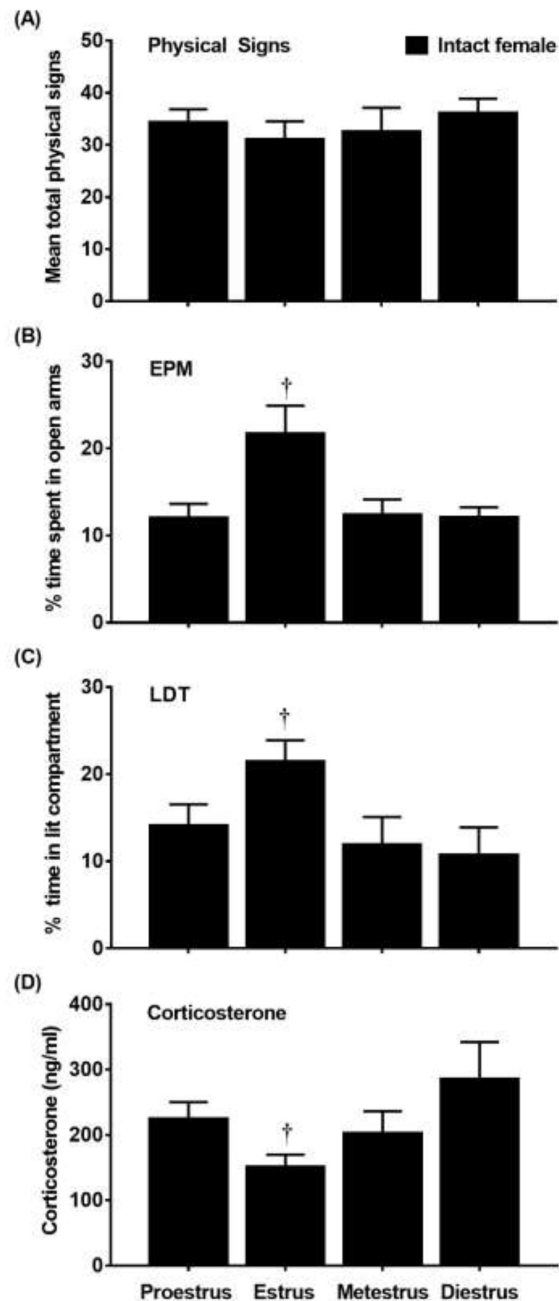 (A)
Physical Signs
Intact female
Mean total physical signs
50
40
30
20
10
0
(B)
EPM
†
% time spent in open arms
30
20
10
0
(C)
LDT
†
% time in lit compartment
30
20
10
0
(D)
Corticosterone
†
Corticosterone (ng/ml)
400
300
200
100
0
Proestrus Estrus Metestrus Diestrus